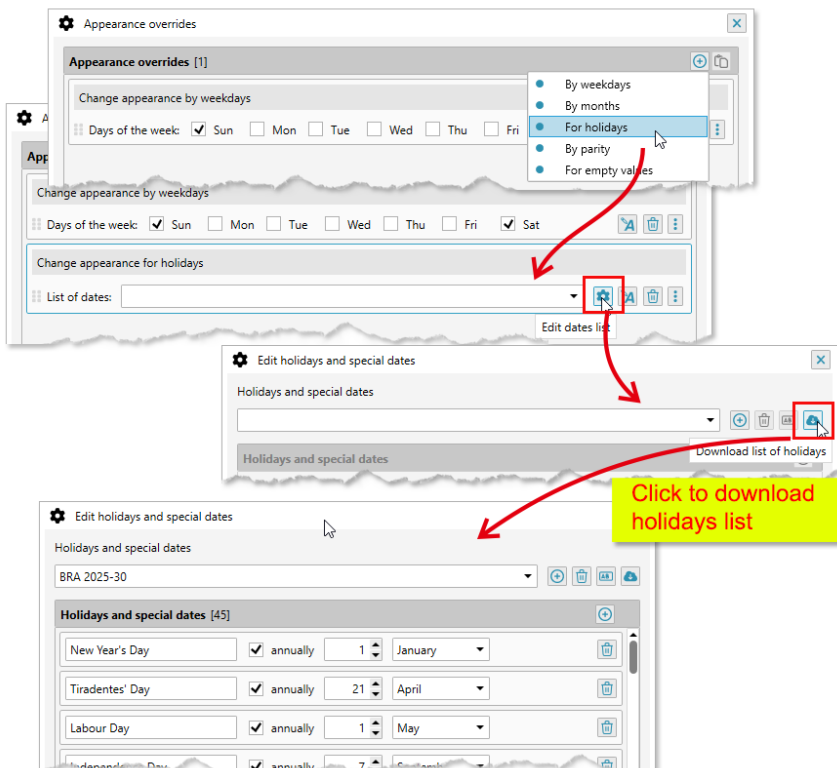 Appearance overrides
Appearance overrides [1]
By weekdays
By months
For holidays
By parity
For empty values
Change appearance by weekdays
Days of the week: Sun Mon Tue Wed Thu Fri
A
App
Change appearance by weekdays
Days of the week: Sun Mon Tue Wed Thu Fri Sat
Change appearance for holidays
List of dates:
Edit dates list
Edit holidays and special dates
Holidays and special dates
Download list of holidays
Holidays and special dates
Click to download
holidays list
Edit holidays and special dates
Holidays and special dates
BRA 2025-30
Holidays and special dates [45]
New Year's Day annually 1 January
Tiradentes' Day annually 21 April
Labour Day annually 1 May
Independence Day annually 7 September